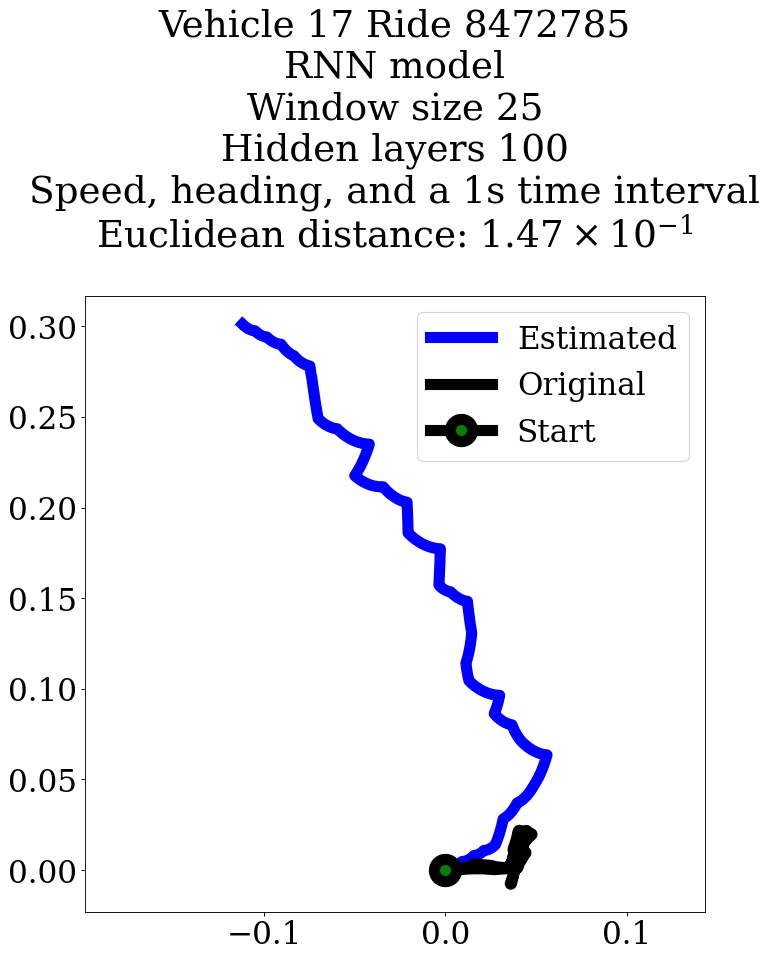 Vehicle 17 Ride 8472785
RNN model
Window size 25
Hidden layers 100
Speed, heading, and a 1s time interval
Euclidean distance: 1.47 × 10⁻¹
Estimated
Original
Start
0.30
0.25
0.20
0.15
0.10
0.05
0.00
−0.1
0.0
0.1